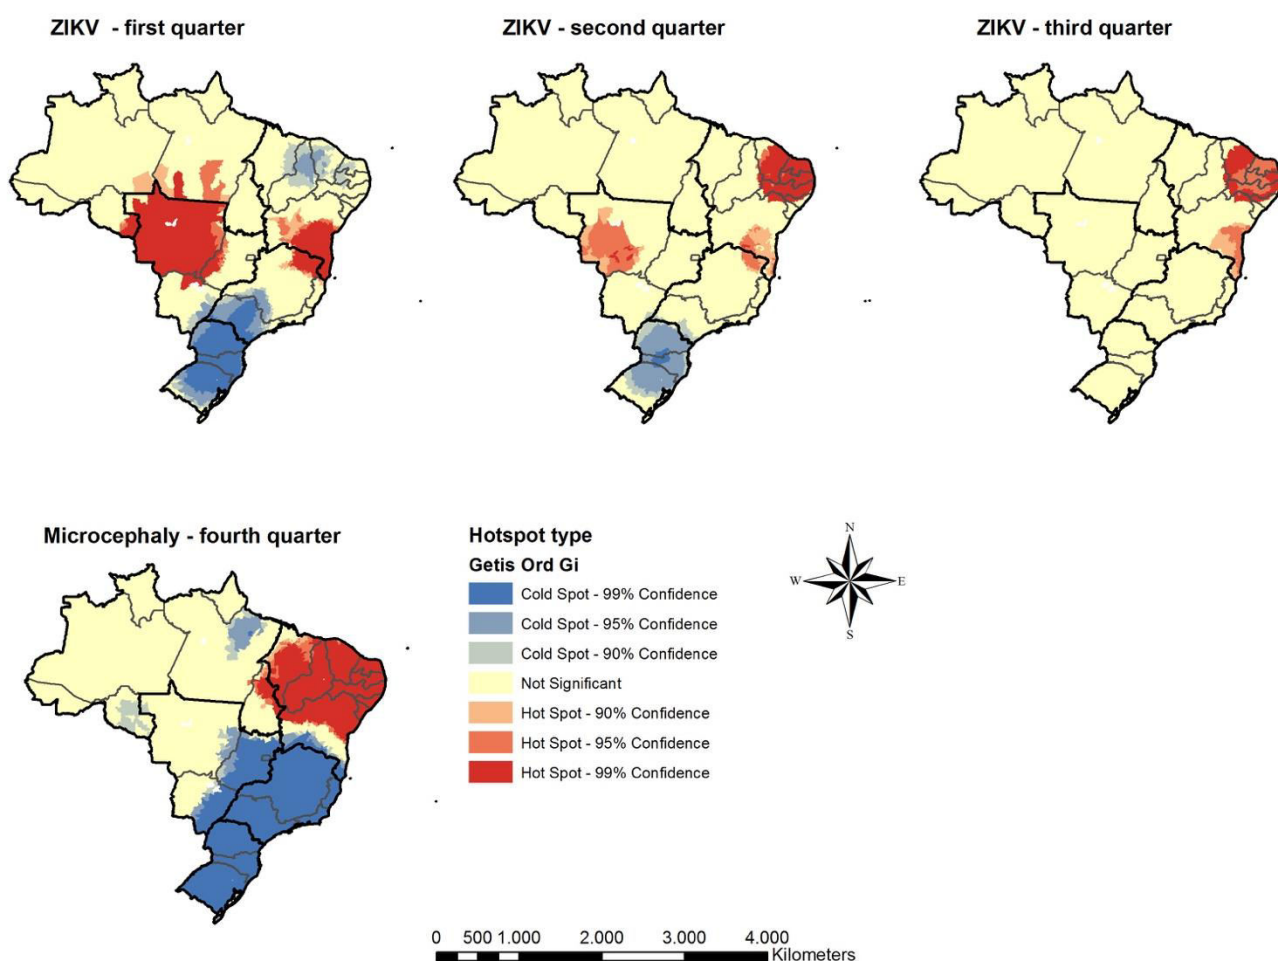 ZIKV - first quarter
ZIKV - second quarter
ZIKV - third quarter
Microcephaly - fourth quarter
Hotspot type
Getis Ord Gi
Cold Spot - 99% Confidence
Cold Spot - 95% Confidence
Cold Spot - 90% Confidence
Not Significant
Hot Spot - 90% Confidence
Hot Spot - 95% Confidence
Hot Spot - 99% Confidence
N
W E
S
0 500 1.000 2.000 3.000 4.000
Kilometers